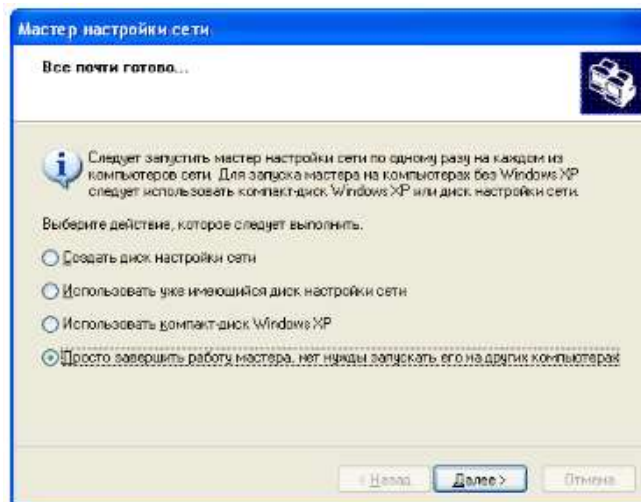 Мастер настройки сети
Все почти готово...
Следует запустить мастер настройки сети по одному разу на каждом из
компьютеров сети. Для запуска мастера на компьютерах без Windows XP
следует использовать компакт-диск Windows XP или диск настройки сети.
Выберите действие, которое следует выполнить.
Создать диск настройки сети
Использовать уже имеющийся диск настройки сети
Использовать компакт-диск Windows XP
Просто завершить работу мастера, нет нужды запускать его на других компьютерах
< Назад Далее > Отмена